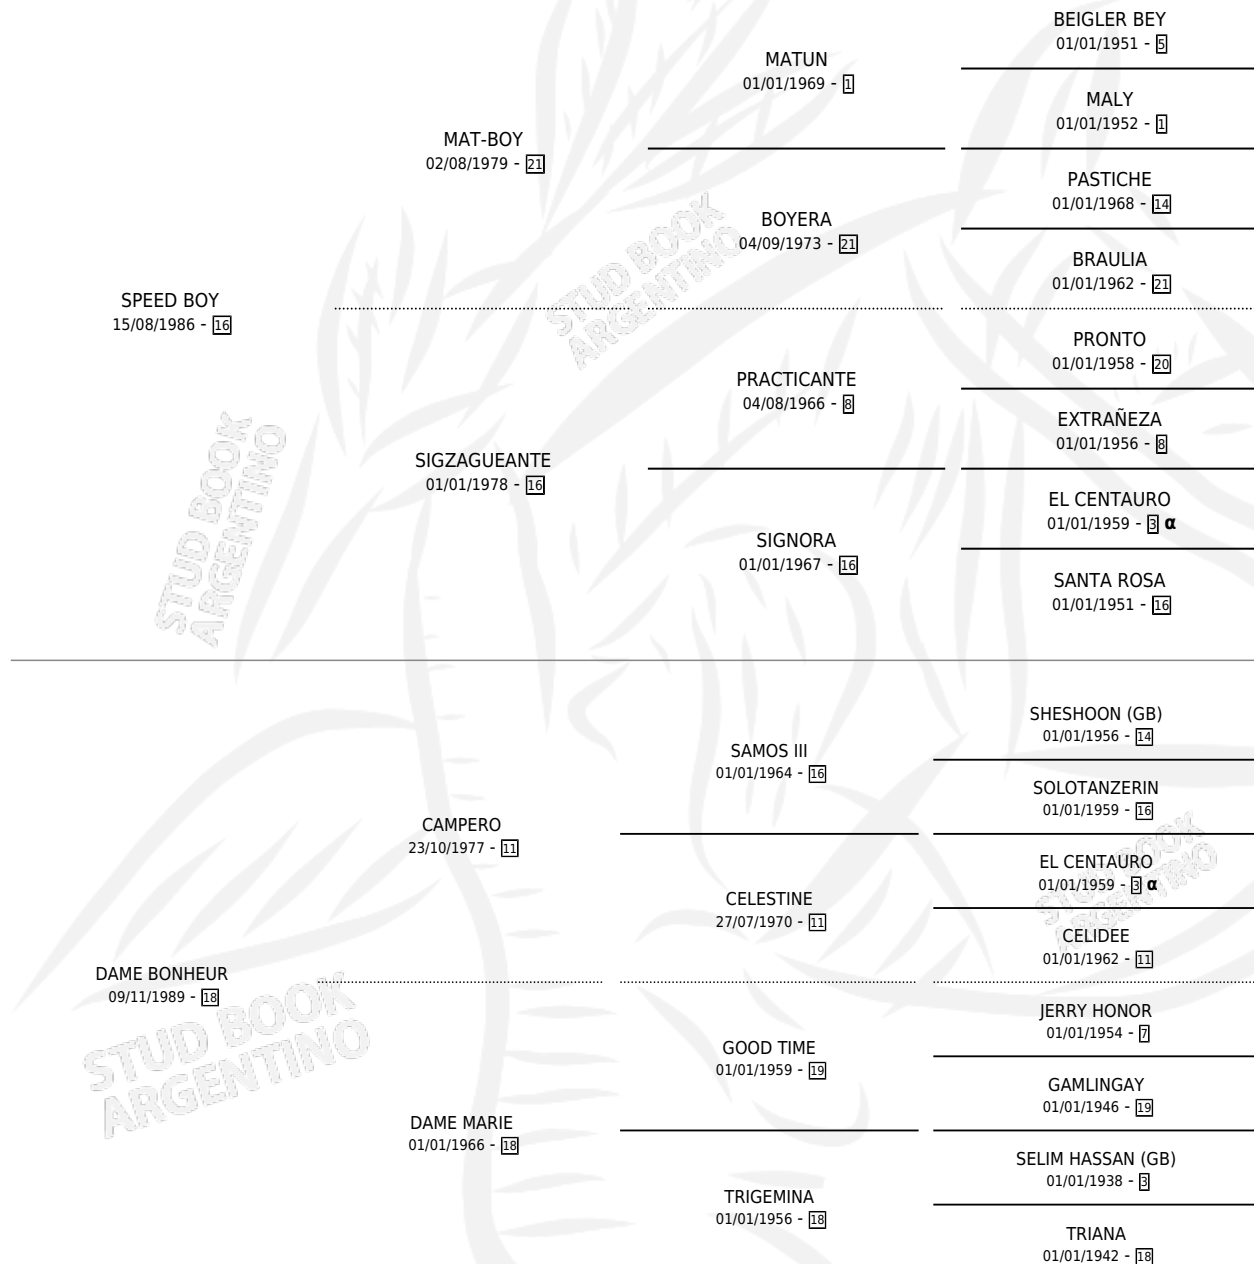 BEIGLER BEY
01/01/1951 - 5
MATUN
01/01/1969 - 1
MALY
01/01/1952 - 1
MAT-BOY
02/08/1979 - 21
PASTICHE
01/01/1968 - 14
BOYERA
04/09/1973 - 21
BRAULIA
01/01/1962 - 21
SPEED BOY
15/08/1986 - 16
PRONTO
01/01/1958 - 20
PRACTICANTE
04/08/1966 - 8
EXTRAÑEZA
01/01/1956 - 8
SIGZAGUEANTE
01/01/1978 - 16
EL CENTAURO
01/01/1959 - 3 α
SIGNORA
01/01/1967 - 16
SANTA ROSA
01/01/1951 - 16
STUD BOOK
ARGENTINO
STUD BOOK
ARGENTINO
SHESHOON (GB)
01/01/1956 - 14
SAMOS III
01/01/1964 - 16
SOLOTANZERIN
01/01/1959 - 16
CAMPERO
23/10/1977 - 11
EL CENTAURO
01/01/1959 - 3 α
CELESTINE
27/07/1970 - 11
CELIDEE
01/01/1962 - 11
DAME BONHEUR
09/11/1989 - 18
JERRY HONOR
01/01/1954 - 7
GOOD TIME
01/01/1959 - 19
GAMLINGAY
01/01/1946 - 19
DAME MARIE
01/01/1966 - 18
SELIM HASSAN (GB)
01/01/1938 - 3
TRIGEMINA
01/01/1956 - 18
TRIANA
01/01/1942 - 18
STUD BOOK
ARGENTINO
STUD BOOK
ARGENTINO